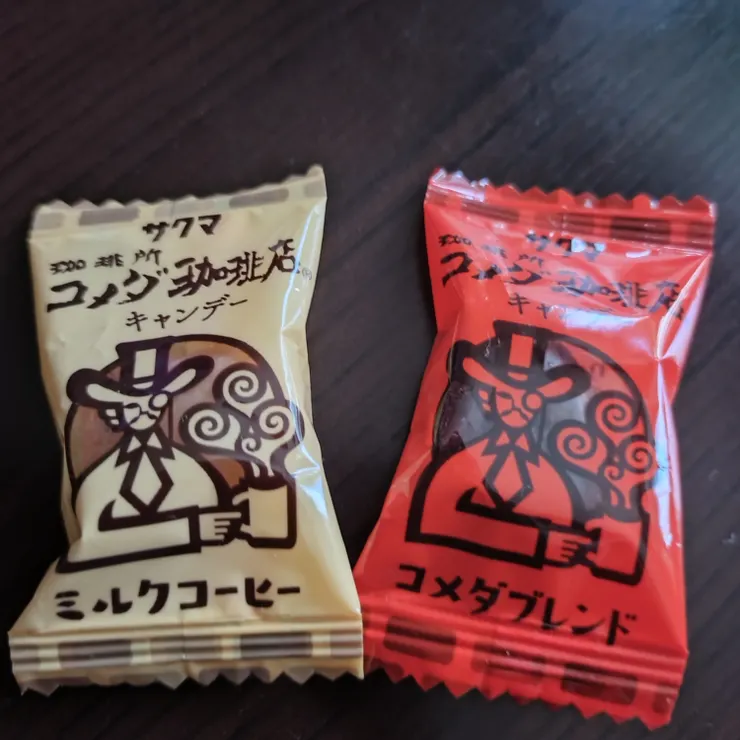 サクマ
珈琲所
コメダ珈琲店®
キャンデー
ミルクコーヒー
サクマ
珈琲所
コメダ珈琲店
キャンデー
コメダブレンド